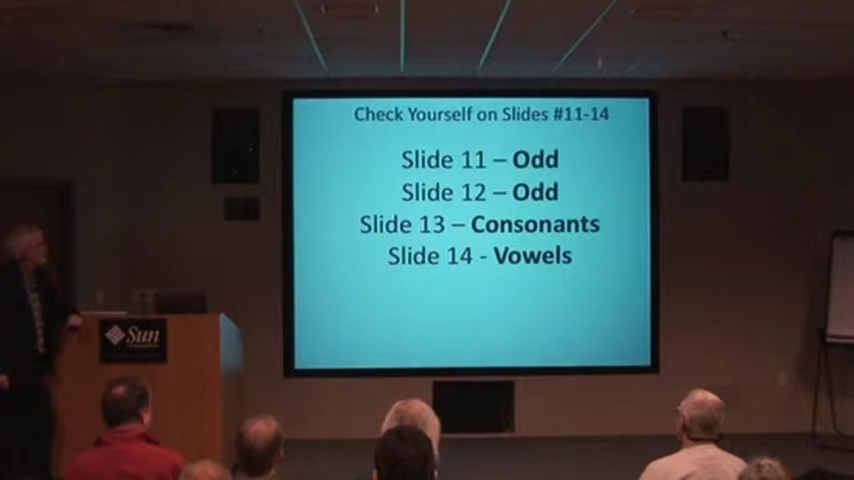 Check Yourself on Slides #11-14
Slide 11 – Odd
Slide 12 – Odd
Slide 13 – Consonants
Slide 14 - Vowels
Sun